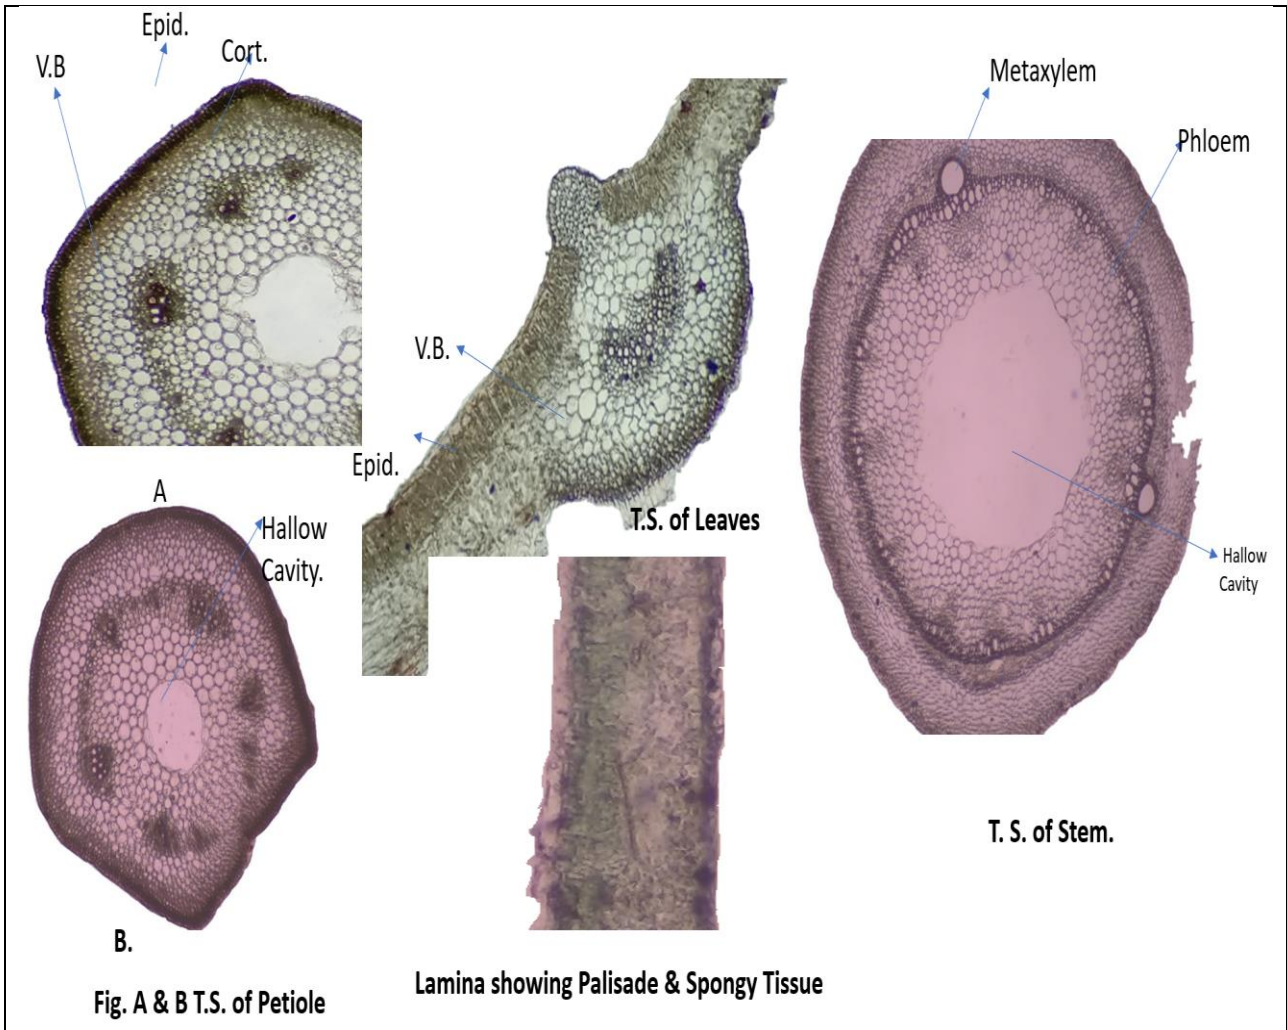 Epid.
Cort.
V.B
A
Hallow
Cavity.
B.
Fig. A & B T.S. of Petiole
V.B.
Epid.
T.S. of Leaves
Lamina showing Palisade & Spongy Tissue
Metaxylem
Phloem
Hallow
Cavity
T. S. of Stem.